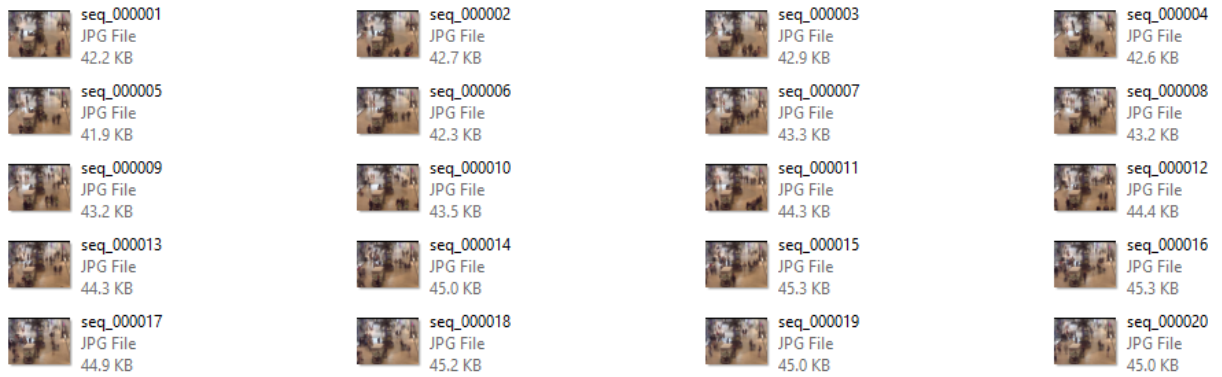 seq_000001
JPG File
42.2 KB
seq_000002
JPG File
42.7 KB
seq_000003
JPG File
42.9 KB
seq_000004
JPG File
42.6 KB
seq_000005
JPG File
41.9 KB
seq_000006
JPG File
42.3 KB
seq_000007
JPG File
43.3 KB
seq_000008
JPG File
43.2 KB
seq_000009
JPG File
43.2 KB
seq_000010
JPG File
43.5 KB
seq_000011
JPG File
44.3 KB
seq_000012
JPG File
44.4 KB
seq_000013
JPG File
44.3 KB
seq_000014
JPG File
45.0 KB
seq_000015
JPG File
45.3 KB
seq_000016
JPG File
45.3 KB
seq_000017
JPG File
44.9 KB
seq_000018
JPG File
45.2 KB
seq_000019
JPG File
45.0 KB
seq_000020
JPG File
45.0 KB